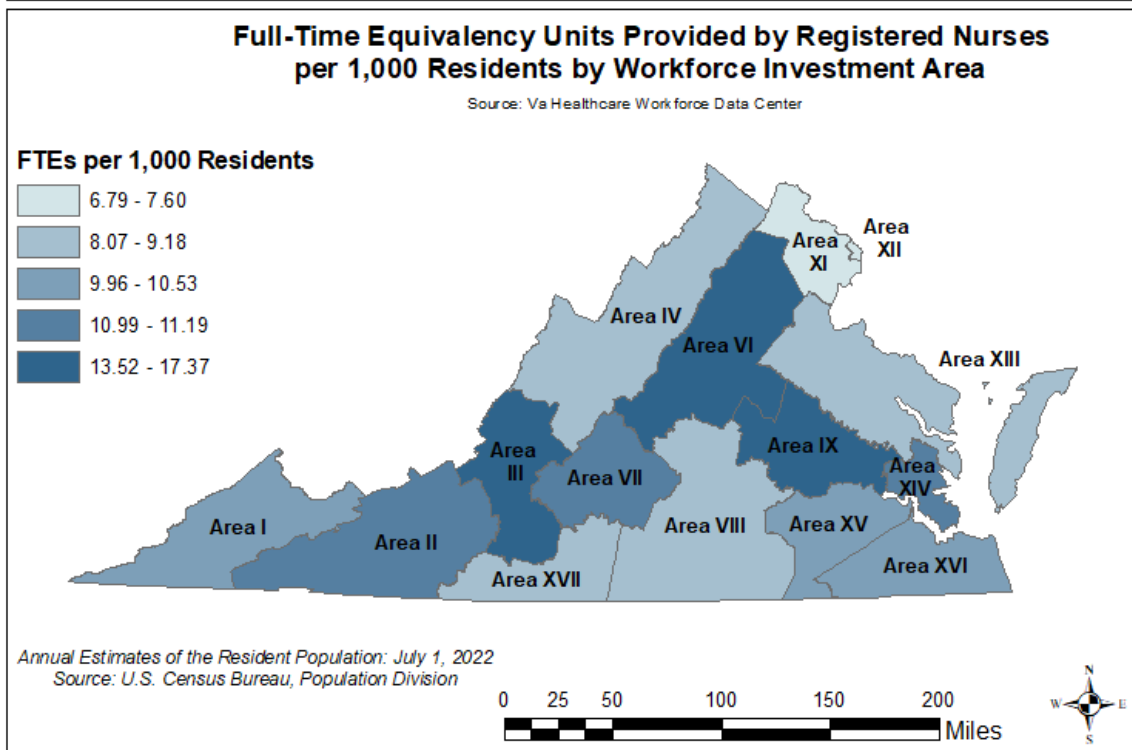 Full-Time Equivalency Units Provided by Registered Nurses
per 1,000 Residents by Workforce Investment Area
Source: Va Healthcare Workforce Data Center
FTEs per 1,000 Residents
6.79 - 7.60
8.07 - 9.18
9.96 - 10.53
10.99 - 11.19
13.52 - 17.37
Area
XI
Area
XII
Area IV
Area VI
Area XIII
Area
III
Area IX
Area
XIV
Area VII
Area I
Area II
Area VIII
Area XV
Area XVII
Area XVI
Annual Estimates of the Resident Population: July 1, 2022
Source: U.S. Census Bureau, Population Division
0 25 50 100 150 200
Miles
N
W E
S